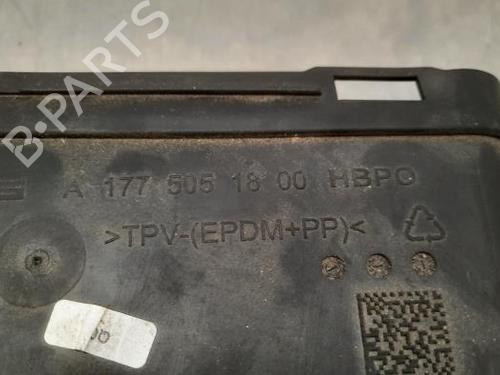 B-PARTS
A 177 505 18 00 HBPO
>TPV-(EPDM+PP)<